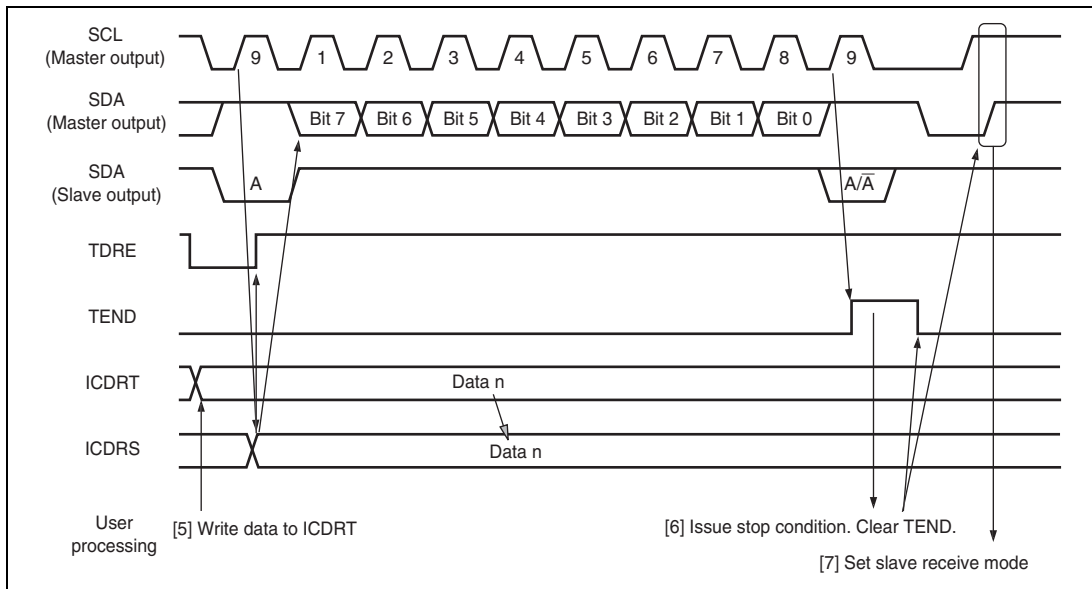 SCL
(Master output)
9 1 2 3 4 5 6 7 8 9
SDA
(Master output)
Bit 7 Bit 6 Bit 5 Bit 4 Bit 3 Bit 2 Bit 1 Bit 0
SDA
(Slave output)
A A/A̅
TDRE
TEND
ICDRT
Data n
ICDRS
Data n
User
processing
[5] Write data to ICDRT
[6] Issue stop condition. Clear TEND.
[7] Set slave receive mode